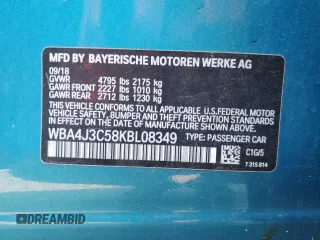 MFD BY BAYERISCHE MOTOREN WERKE AG
09/18
GVWR 4795 lbs 2175 kg
GAWR FRONT 2227 lbs 1010 kg
GAWR REAR 2712 lbs 1230 kg
THIS VEHICLE CONFORMS TO ALL APPLICABLE FEDERAL MOTOR
VEHICLE SAFETY, BUMPER, AND THEFT PREVENTION STANDARDS
IN EFFECT ON THE DATE OF MANUFACTURE SHOWN ABOVE.
WBA4J3C58KBL08349 TYPE: PASSENGER CAR
C1G/5
7 315 814
DREAMBID